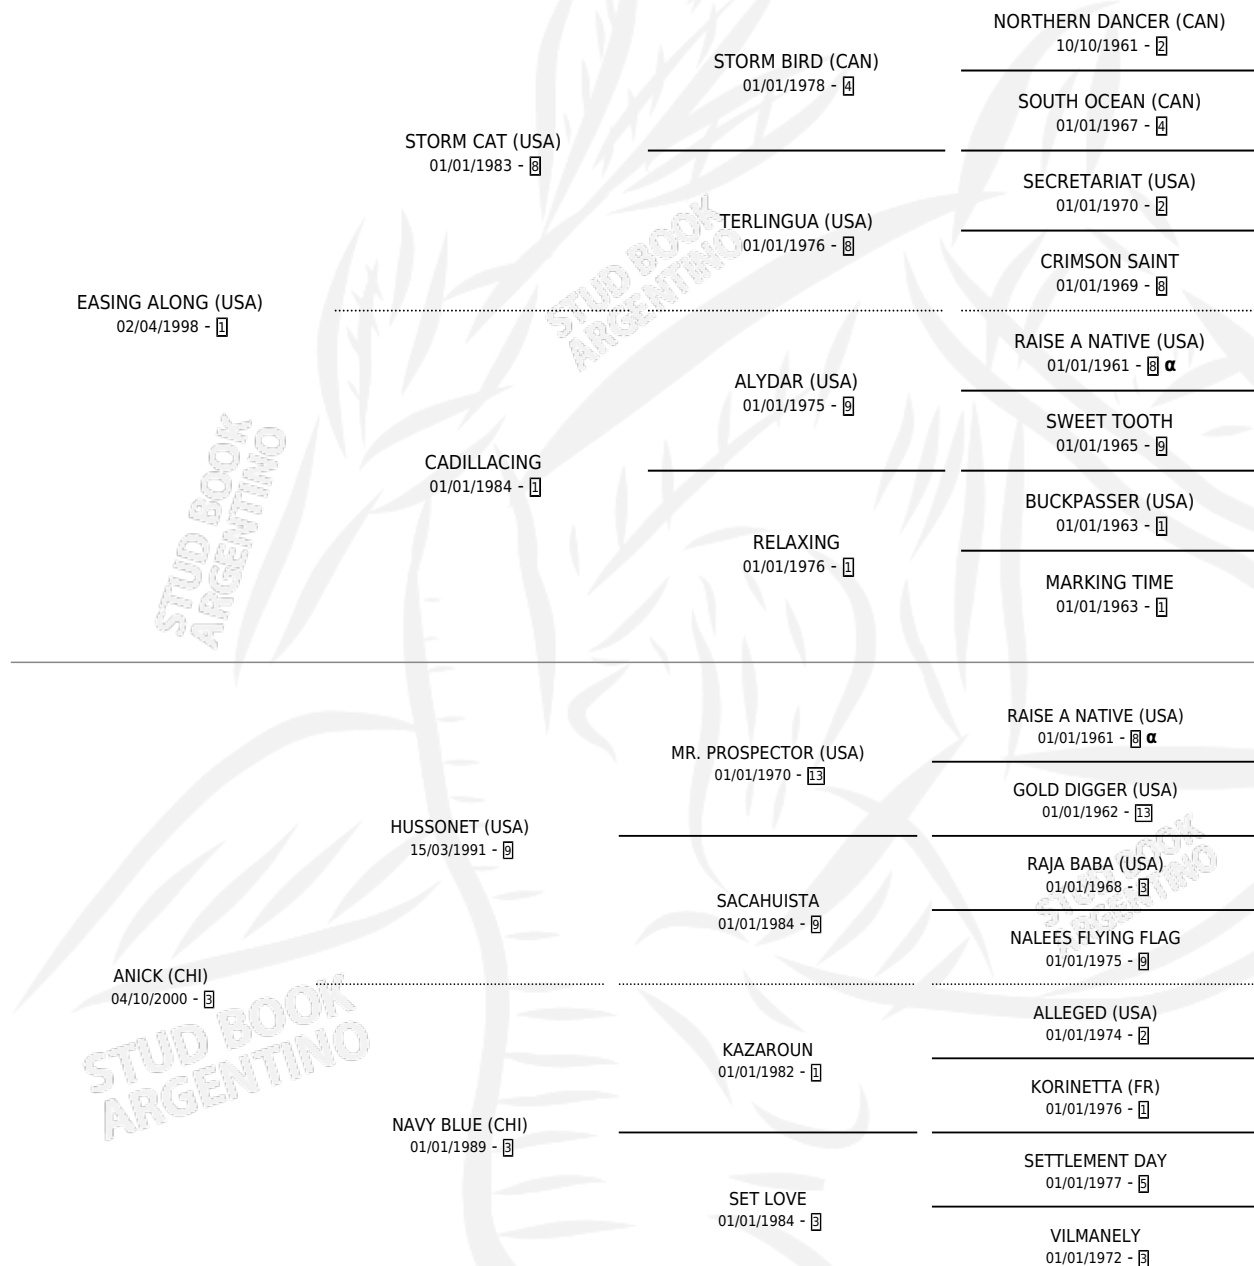 NORTHERN DANCER (CAN)
10/10/1961 - 2
STORM BIRD (CAN)
01/01/1978 - 4
SOUTH OCEAN (CAN)
01/01/1967 - 4
STORM CAT (USA)
01/01/1983 - 8
SECRETARIAT (USA)
01/01/1970 - 2
TERLINGUA (USA)
01/01/1976 - 8
CRIMSON SAINT
01/01/1969 - 8
EASING ALONG (USA)
02/04/1998 - 1
RAISE A NATIVE (USA)
01/01/1961 - 8 α
ALYDAR (USA)
01/01/1975 - 9
SWEET TOOTH
01/01/1965 - 9
CADILLACING
01/01/1984 - 1
BUCKPASSER (USA)
01/01/1963 - 1
RELAXING
01/01/1976 - 1
MARKING TIME
01/01/1963 - 1
RAISE A NATIVE (USA)
01/01/1961 - 8 α
MR. PROSPECTOR (USA)
01/01/1970 - 13
GOLD DIGGER (USA)
01/01/1962 - 13
HUSSONET (USA)
15/03/1991 - 9
RAJA BABA (USA)
01/01/1968 - 3
SACAHUISTA
01/01/1984 - 9
NALEES FLYING FLAG
01/01/1975 - 9
ANICK (CHI)
04/10/2000 - 3
ALLEGED (USA)
01/01/1974 - 2
KAZAROUN
01/01/1982 - 1
KORINETTA (FR)
01/01/1976 - 1
NAVY BLUE (CHI)
01/01/1989 - 3
SETTLEMENT DAY
01/01/1977 - 5
SET LOVE
01/01/1984 - 3
VILMANELY
01/01/1972 - 3
STUD BOOK
ARGENTINO
STUD BOOK
ARGENTINO
STUD BOOK
ARGENTINO
STUD BOOK
ARGENTINO